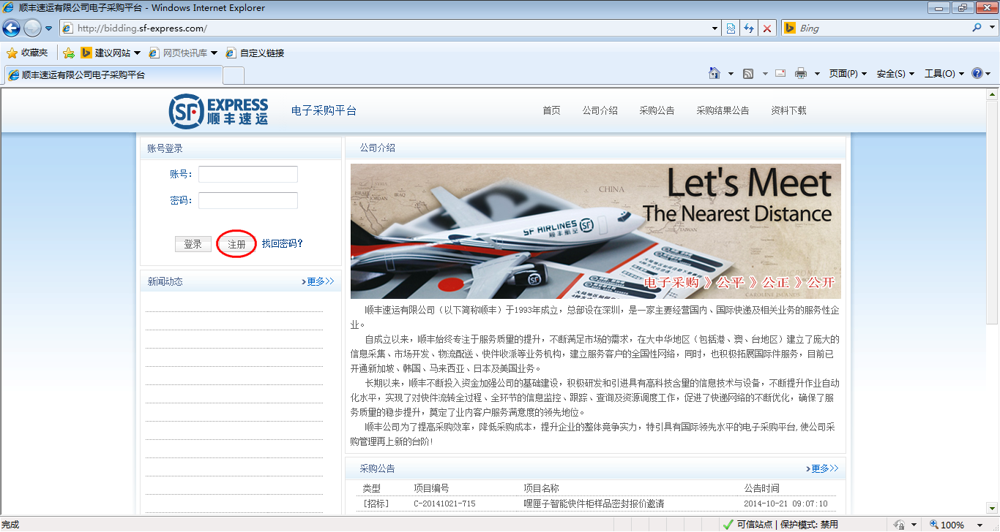 顺丰速运有限公司电子采购平台 - Windows Internet Explorer
http://bidding.sf-express.com/
Bing
收藏夹 建议网站 网页快讯库 自定义链接
顺丰速运有限公司电子采购平台
页面(P) 安全(S) 工具(O)
SF EXPRESS 顺丰速运
电子采购平台
首页 公司介绍 采购公告 采购结果公告 资料下载
账号登录
账号：
密码：
登录 注册 找回密码?
新闻动态 更多>>
公司介绍
Let's Meet
The Nearest Distance
CHINA
ISRAEL
JORDAN
IRAQ
TAIWAN
SF AIRLINES SF
顺丰航空
SF
电子采购 》公平 》公正 》公开
CAROLINE ISLANDS
顺丰速运有限公司（以下简称顺丰）于1993年成立，总部设在深圳，是一家主要经营国内、国际快递及相关业务的服务性企
业。
自成立以来，顺丰始终专注于服务质量的提升，不断满足市场的需求，在大中华地区（包括港、澳、台地区）建立了庞大的
信息采集、市场开发、物流配送、快件收派等业务机构，建立服务客户的全国性网络，同时，也积极拓展国际件服务，目前已
开通新加坡、韩国、马来西亚、日本及美国业务。
长期以来，顺丰不断投入资金加强公司的基础建设，积极研发和引进具有高科技含量的信息技术与设备，不断提升作业自动
化水平，实现了对快件流转全过程、全环节的信息监控、跟踪、查询及资源调度工作，促进了快递网络的不断优化，确保了服
务质量的稳步提升，奠定了业内客户服务满意度的领先地位。
顺丰公司为了提高采购效率，降低采购成本，提升企业的整体竞争实力，特引具有国际领先水平的电子采购平台,使公司采
购管理再上新的台阶!
采购公告 更多>>
类型 项目编号 项目名称 公告时间
[招标] C-20141021-715 嘿匣子智能快件柜样品密封报价邀请 2014-10-21 09:07:10
完成 可信站点 | 保护模式: 禁用 100%